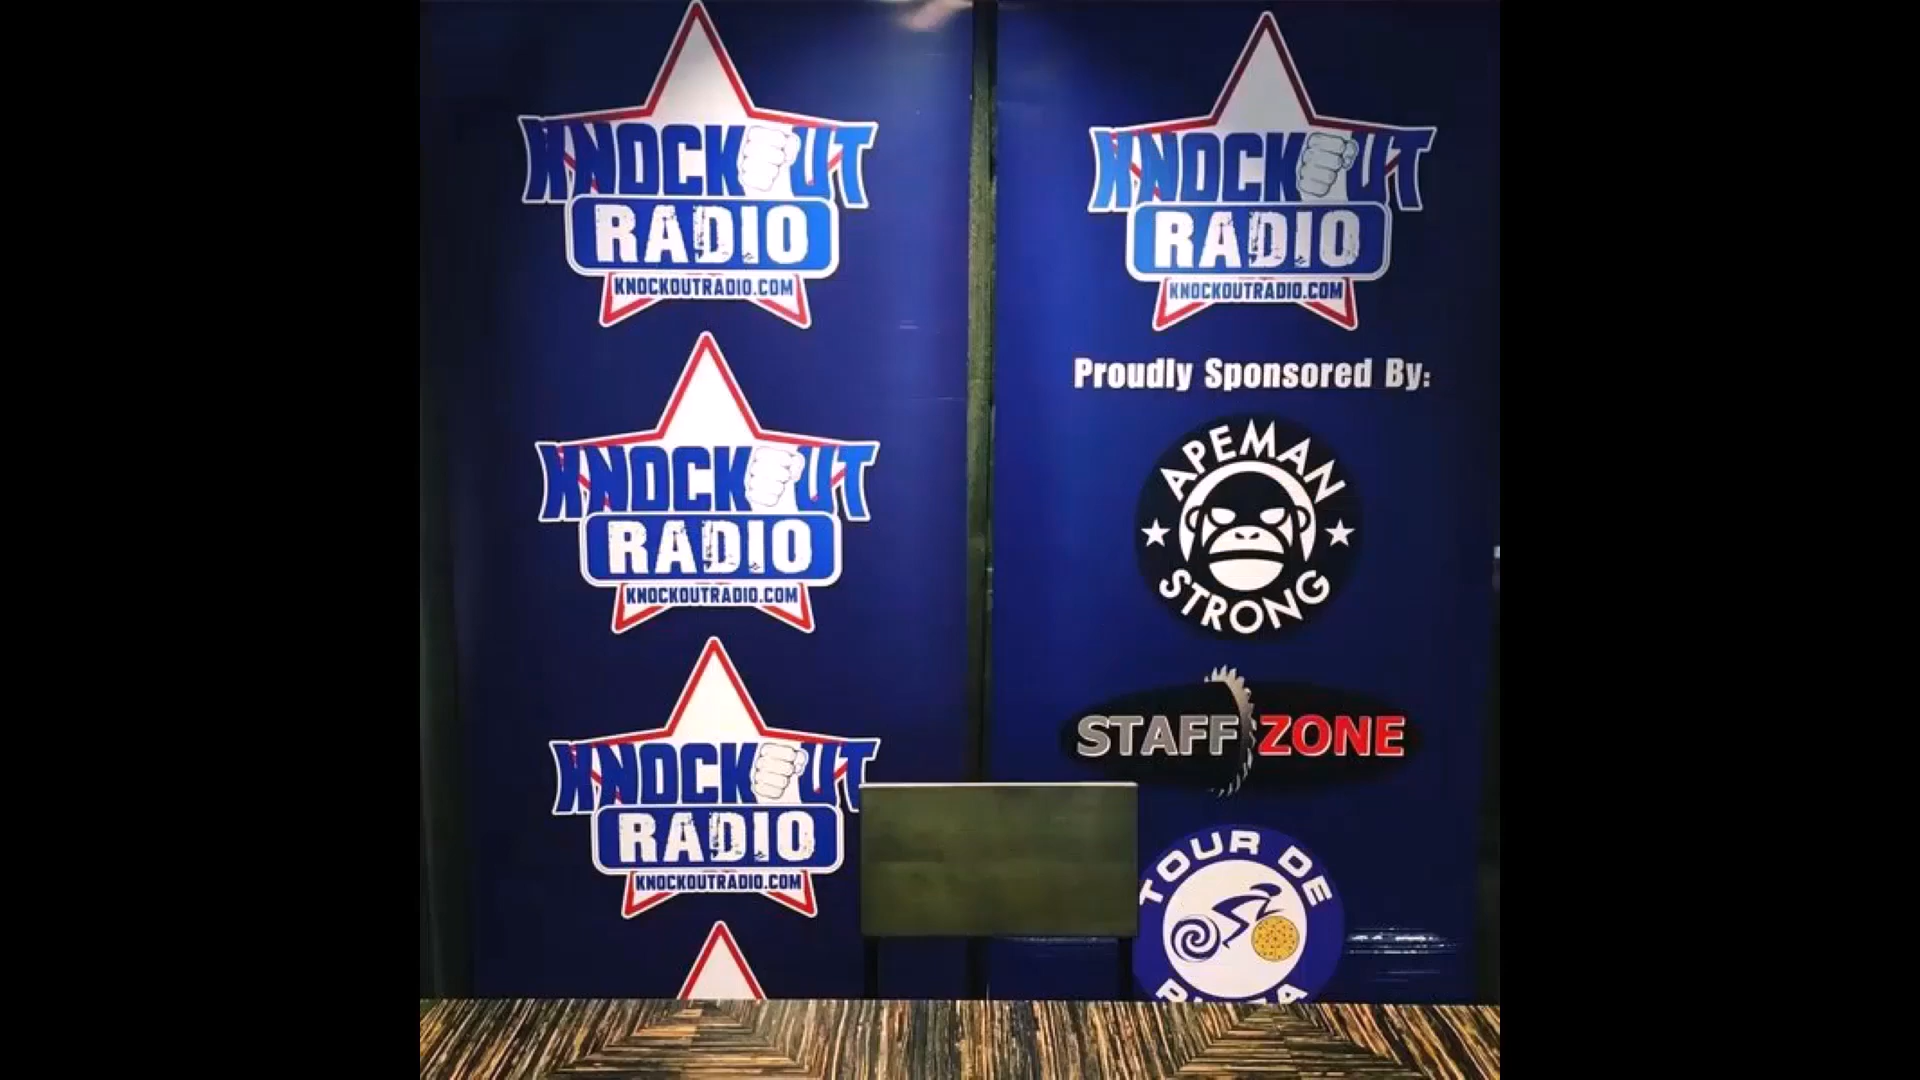 KNOCKOUT
RADIO
KNOCKOUTRADIO.COM
KNOCKOUT
RADIO
KNOCKOUTRADIO.COM
KNOCKOUT
RADIO
KNOCKOUTRADIO.COM
KNOCKOUT
RADIO
KNOCKOUTRADIO.COM
Proudly Sponsored By:
APEMAN
STRONG
STAFF ZONE
TOUR DE
PIZZA